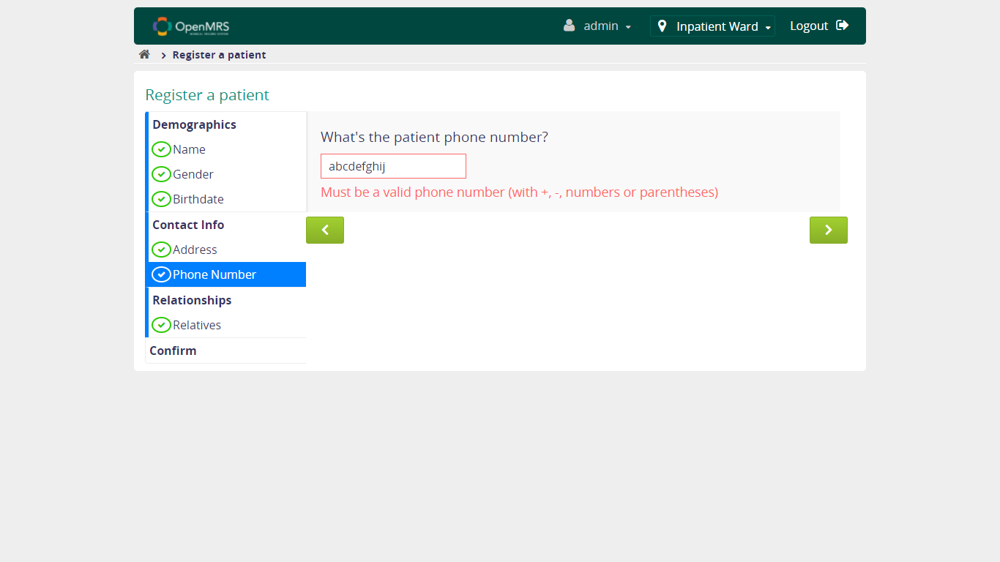 OpenMRS
admin
Inpatient Ward
Logout
Register a patient
Register a patient
Demographics
Name
Gender
Birthdate
Contact Info
Address
Phone Number
Relationships
Relatives
Confirm
What's the patient phone number?
abcdefghij
Must be a valid phone number (with +, -, numbers or parentheses)